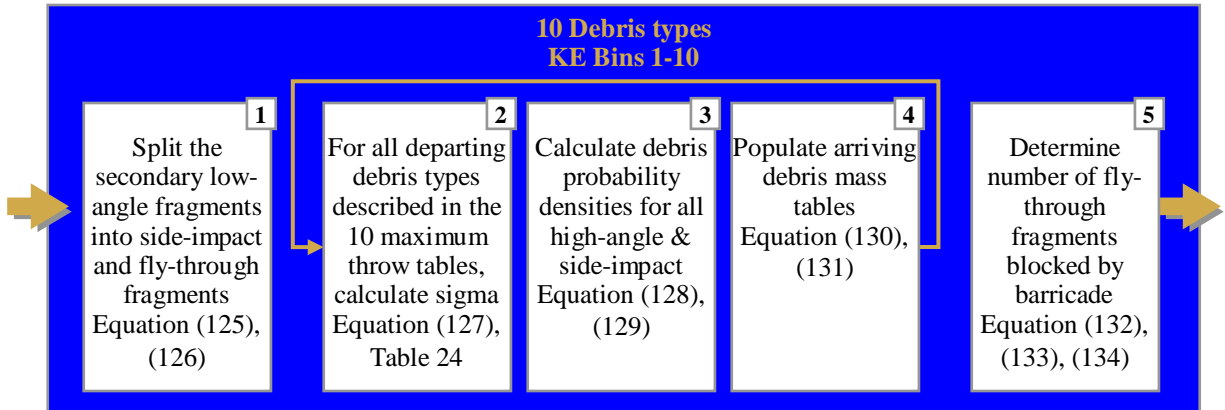 10 Debris types
KE Bins 1-10
1
Split the
secondary low-
angle fragments
into side-impact
and fly-through
fragments
Equation (125),
(126)
2
For all departing
debris types
described in the
10 maximum
throw tables,
calculate sigma
Equation (127),
Table 24
3
Calculate debris
probability
densities for all
high-angle &
side-impact
Equation (128),
(129)
4
Populate arriving
debris mass
tables
Equation (130),
(131)
5
Determine
number of fly-
through
fragments
blocked by
barricade
Equation (132),
(133), (134)